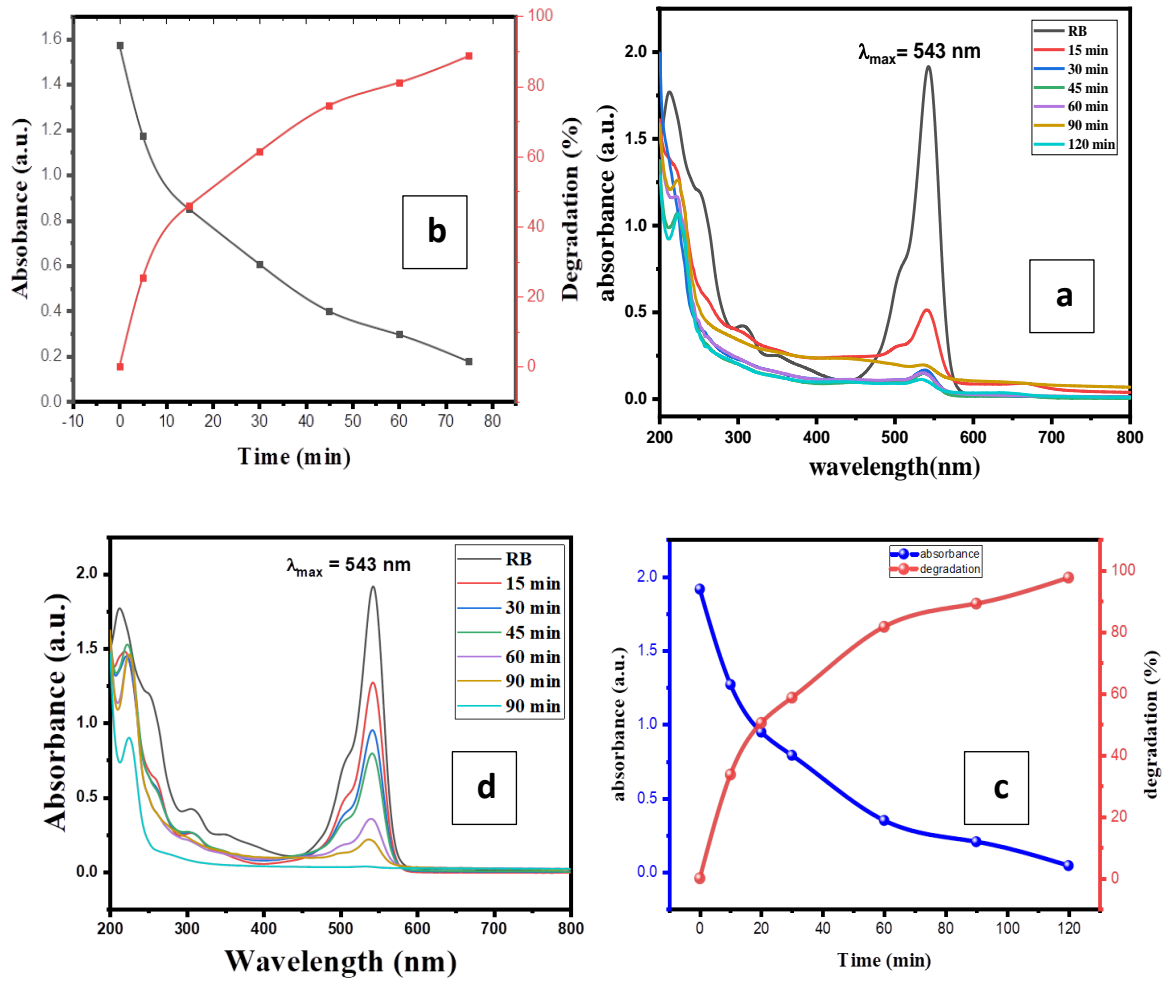 1.6
1.4
1.2
1.0
0.8
0.6
0.4
0.2
0.0
Absobance (a.u.)
-10 0 10 20 30 40 50 60 70 80
Time (min)
100
80
60
40
20
0
Degradation (%)
b
λmax= 543 nm
RB
15 min
30 min
45 min
60 min
90 min
120 min
2.0
1.5
1.0
0.5
0.0
absorbance (a.u.)
200 300 400 500 600 700 800
wavelength(nm)
a
λmax = 543 nm
RB
15 min
30 min
45 min
60 min
90 min
90 min
2.0
1.5
1.0
0.5
0.0
Absorbance (a.u.)
200 300 400 500 600 700 800
Wavelength (nm)
d
absorbance
degradation
2.0
1.5
1.0
0.5
0.0
absorbance (a.u.)
0 20 40 60 80 100 120
Time (min)
100
80
60
40
20
0
degradation (%)
c